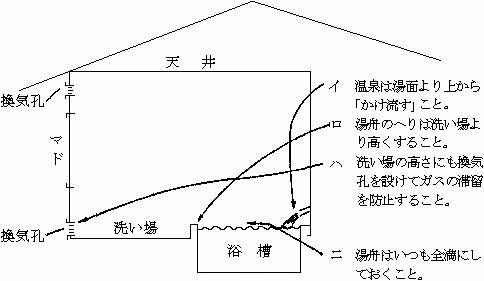 天井
換気孔
イ 温泉は湯面より上から
「かけ流す」こと。
ロ 湯舟のへりは洗い場よ
り高くすること。
ハ 洗い場の高さにも換気
孔を設けてガスの滞留
を防止すること。
ニ 湯舟はいつも全満にし
ておくこと。
マド
換気孔
洗い場
浴槽